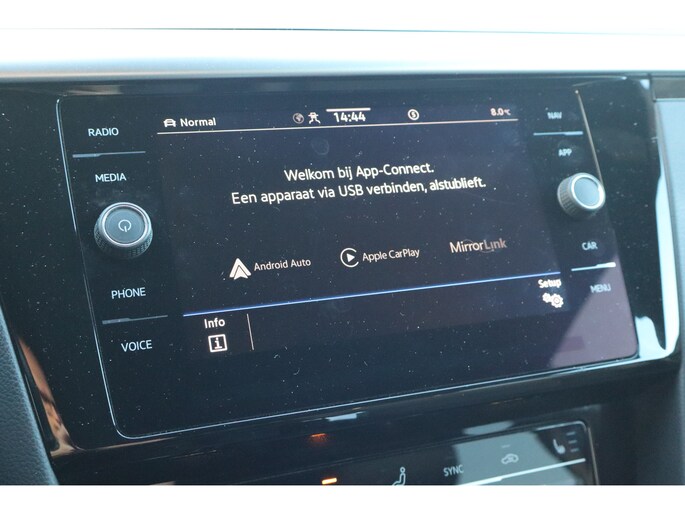 RADIO
MEDIA
PHONE
VOICE
Normal
14:44
8.0°C
Welkom bij App-Connect.
Een apparaat via USB verbinden, alstublieft.
Android Auto
Apple CarPlay
MirrorLink
Setup
Info
NAV
APP
CAR
MENU
SYNC